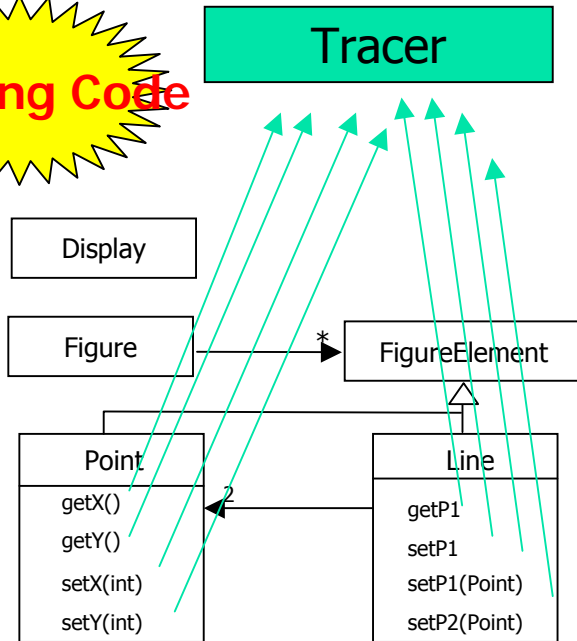 Tracer
ng Code
Display
Figure
*
FigureElement
Point
getX()
getY()
setX(int)
setY(int)
2
Line
getP1
setP1
setP1(Point)
setP2(Point)